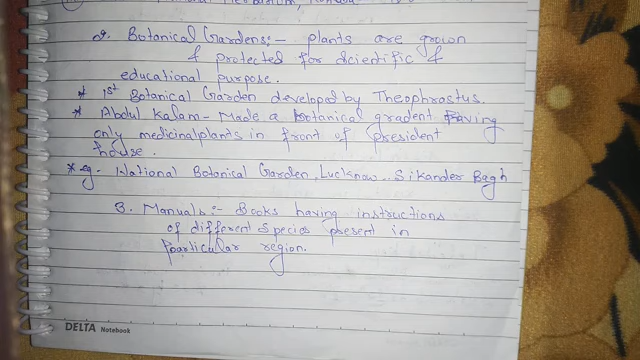 2. Botanical Gardens:- plants are grown
& protected for scientific &
educational purpose.
* 1st Botanical Garden developed by Theophrastus.
* Abdul Kalam- Made a botanical gradent having
only medicinal plants in front of president
house.
* eg. National Botanical Garden, Lucknow. Sikander Bagh
3. Manuals:- Books having instructions
of different species present in
particular region.
DELTA Notebook